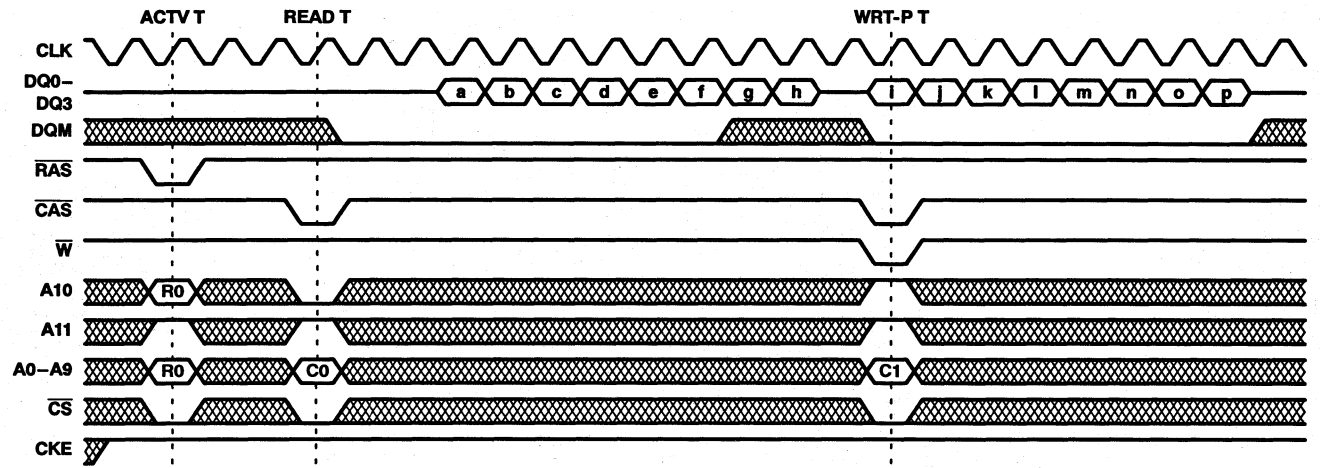 ACTV T READ T WRT-P T
CLK
DQ0–
DQ3 a b c d e f g h i j k l m n o p
DQM
RAS
CAS
W
A10 R0
A11
A0–A9 R0 C0 C1
CS
CKE